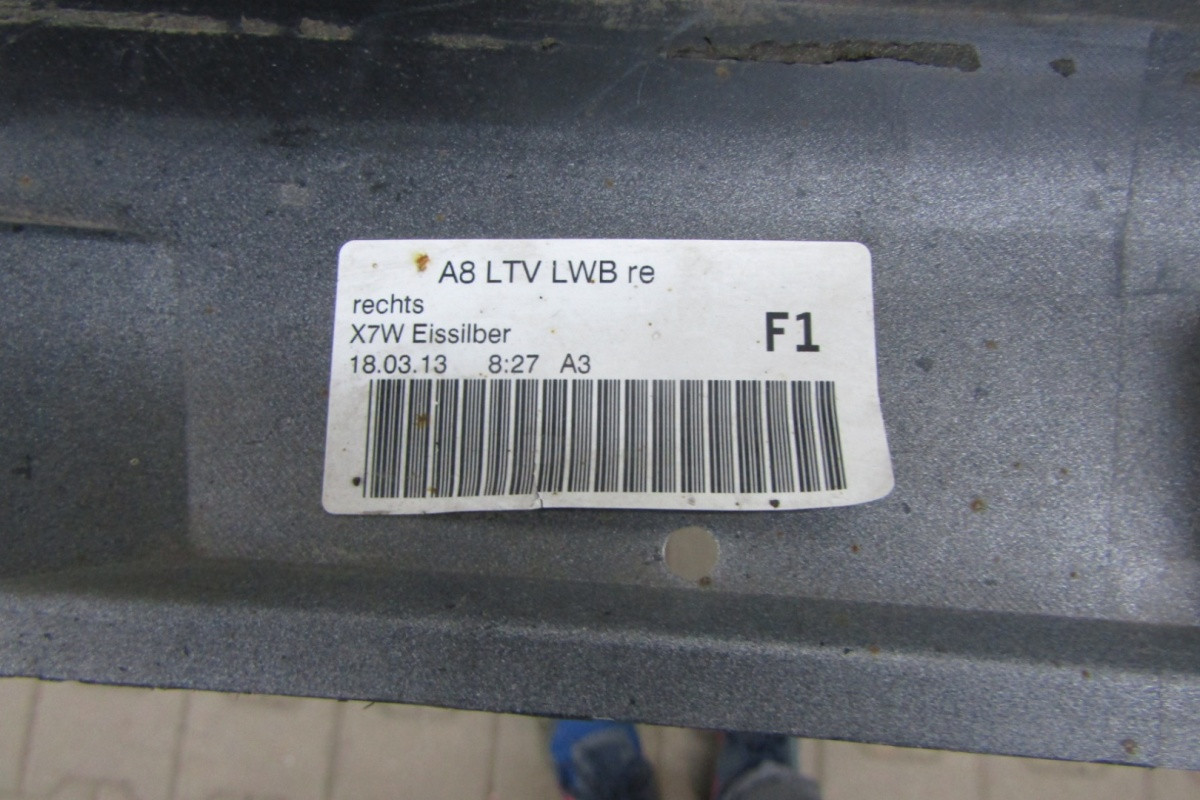 A8 LTV LWB re
rechts
X7W Eissilber
F1
18.03.13 8:27 A3